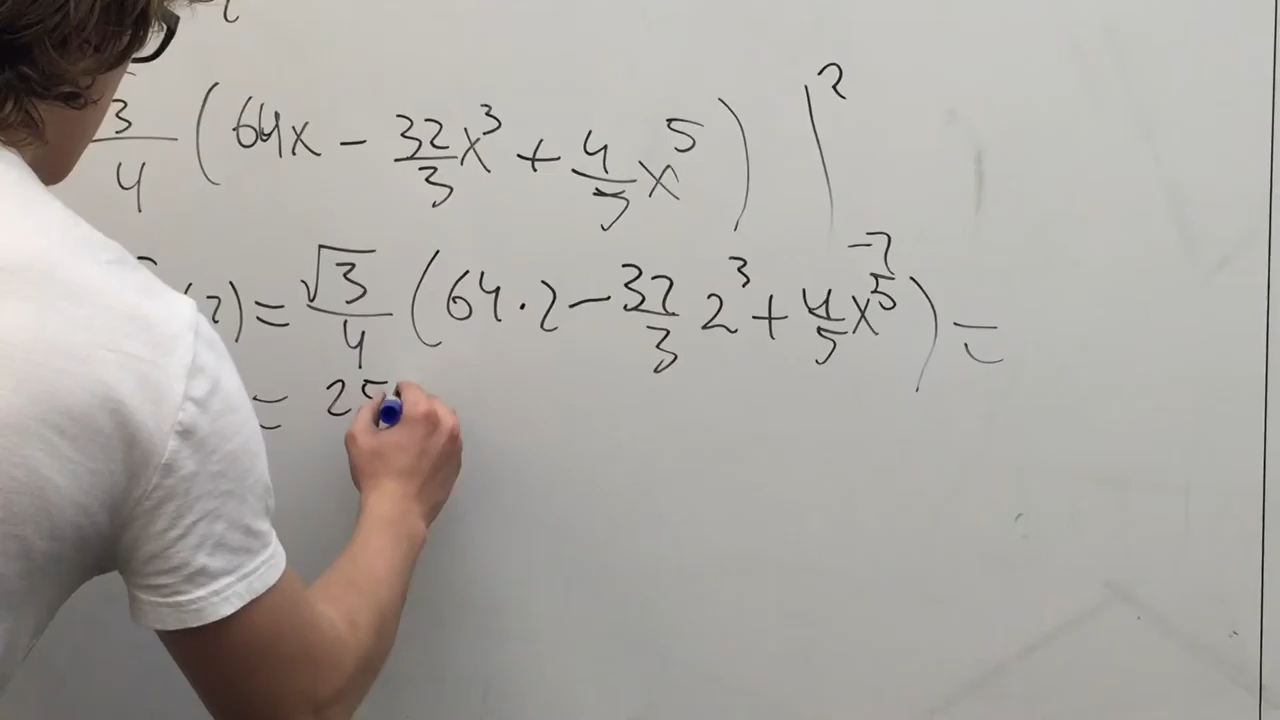 3/4 (64x − 32/3 x³ + 4/5 x⁵) |²
(2) = √3/4 (64·2 − 32/3 2³ + 4/5 x⁵) =
−2
= 25